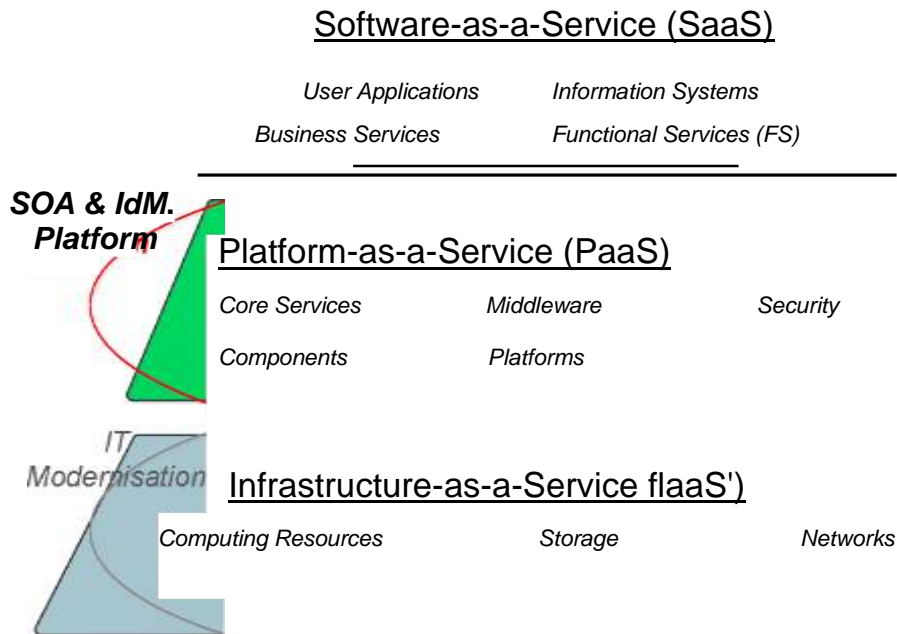 Software-as-a-Service (SaaS)
User Applications Information Systems
Business Services Functional Services (FS)
SOA & IdM.
Platform
Platform-as-a-Service (PaaS)
Core Services Middleware Security
Components Platforms
IT
Modernisation
Infrastructure-as-a-Service flaaS')
Computing Resources Storage Networks